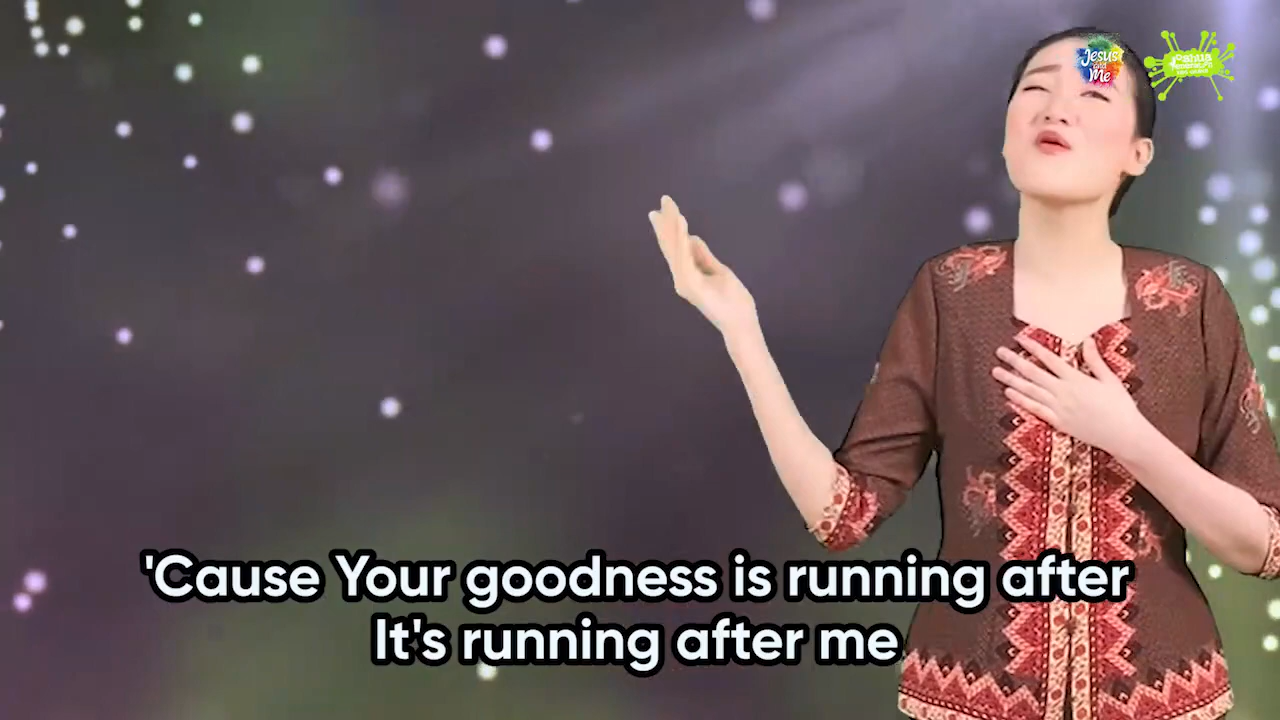 Jesus
and
Me
'Cause Your goodness is running after
It's running after me